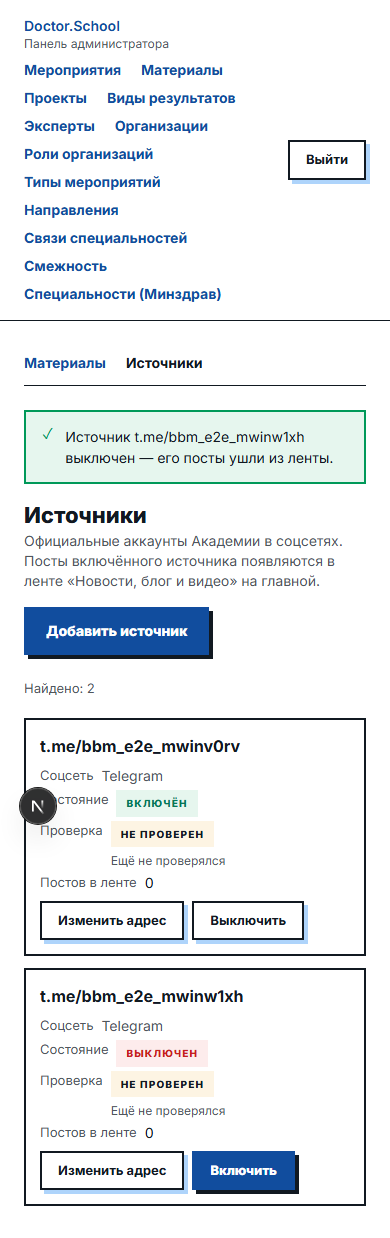 Doctor.School
Панель администратора
Мероприятия Материалы
Проекты Виды результатов
Эксперты Организации
Роли организаций
Выйти
Типы мероприятий
Направления
Связи специальностей
Смежность
Специальности (Минздрав)
Материалы Источники
✓ Источник t.me/bbm_e2e_mwinw1xh
выключен — его посты ушли из ленты.
Источники
Официальные аккаунты Академии в соцсетях.
Посты включённого источника появляются в
ленте «Новости, блог и видео» на главной.
Добавить источник
Найдено: 2
t.me/bbm_e2e_mwinv0rv
Соцсеть Telegram
стояние ВКЛЮЧЁН
N
Проверка НЕ ПРОВЕРЕН
Ещё не проверялся
Постов в ленте 0
Изменить адрес Выключить
t.me/bbm_e2e_mwinw1xh
Соцсеть Telegram
Состояние ВЫКЛЮЧЕН
Проверка НЕ ПРОВЕРЕН
Ещё не проверялся
Постов в ленте 0
Изменить адрес Включить